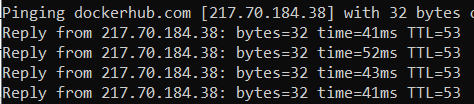 Pinging dockerhub.com [217.70.184.38] with 32 bytes
Reply from 217.70.184.38: bytes=32 time=41ms TTL=53
Reply from 217.70.184.38: bytes=32 time=52ms TTL=53
Reply from 217.70.184.38: bytes=32 time=43ms TTL=53
Reply from 217.70.184.38: bytes=32 time=41ms TTL=53